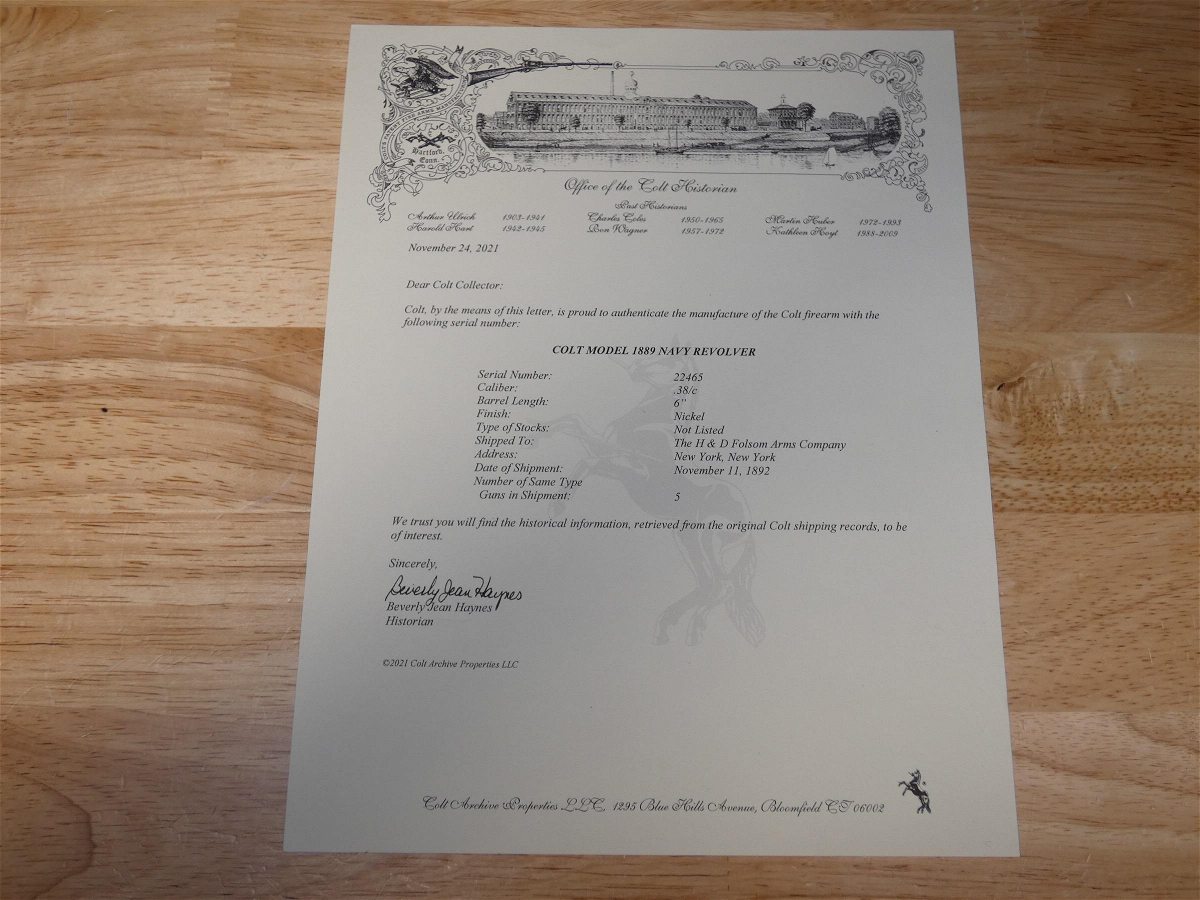 Hartford,
Conn.
Office of the Colt Historian
Past Historians
Arthur Ulrich 1903-1941 Charles Coles 1950-1965 Martin Huber 1972-1993
Harold Hart 1942-1945 Ron Wagner 1957-1972 Kathleen Hoyt 1988-2009
November 24, 2021
Dear Colt Collector:
Colt, by the means of this letter, is proud to authenticate the manufacture of the Colt firearm with the
following serial number:
COLT MODEL 1889 NAVY REVOLVER
Serial Number: 22465
Caliber: .38/c
Barrel Length: 6"
Finish: Nickel
Type of Stocks: Not Listed
Shipped To: The H & D Folsom Arms Company
Address: New York, New York
Date of Shipment: November 11, 1892
Number of Same Type
Guns in Shipment: 5
We trust you will find the historical information, retrieved from the original Colt shipping records, to be
of interest.
Sincerely,
Beverly Jean Haynes
Beverly Jean Haynes
Historian
©2021 Colt Archive Properties LLC
Colt Archive Properties LLC, 1295 Blue Hills Avenue, Bloomfield CT 06002